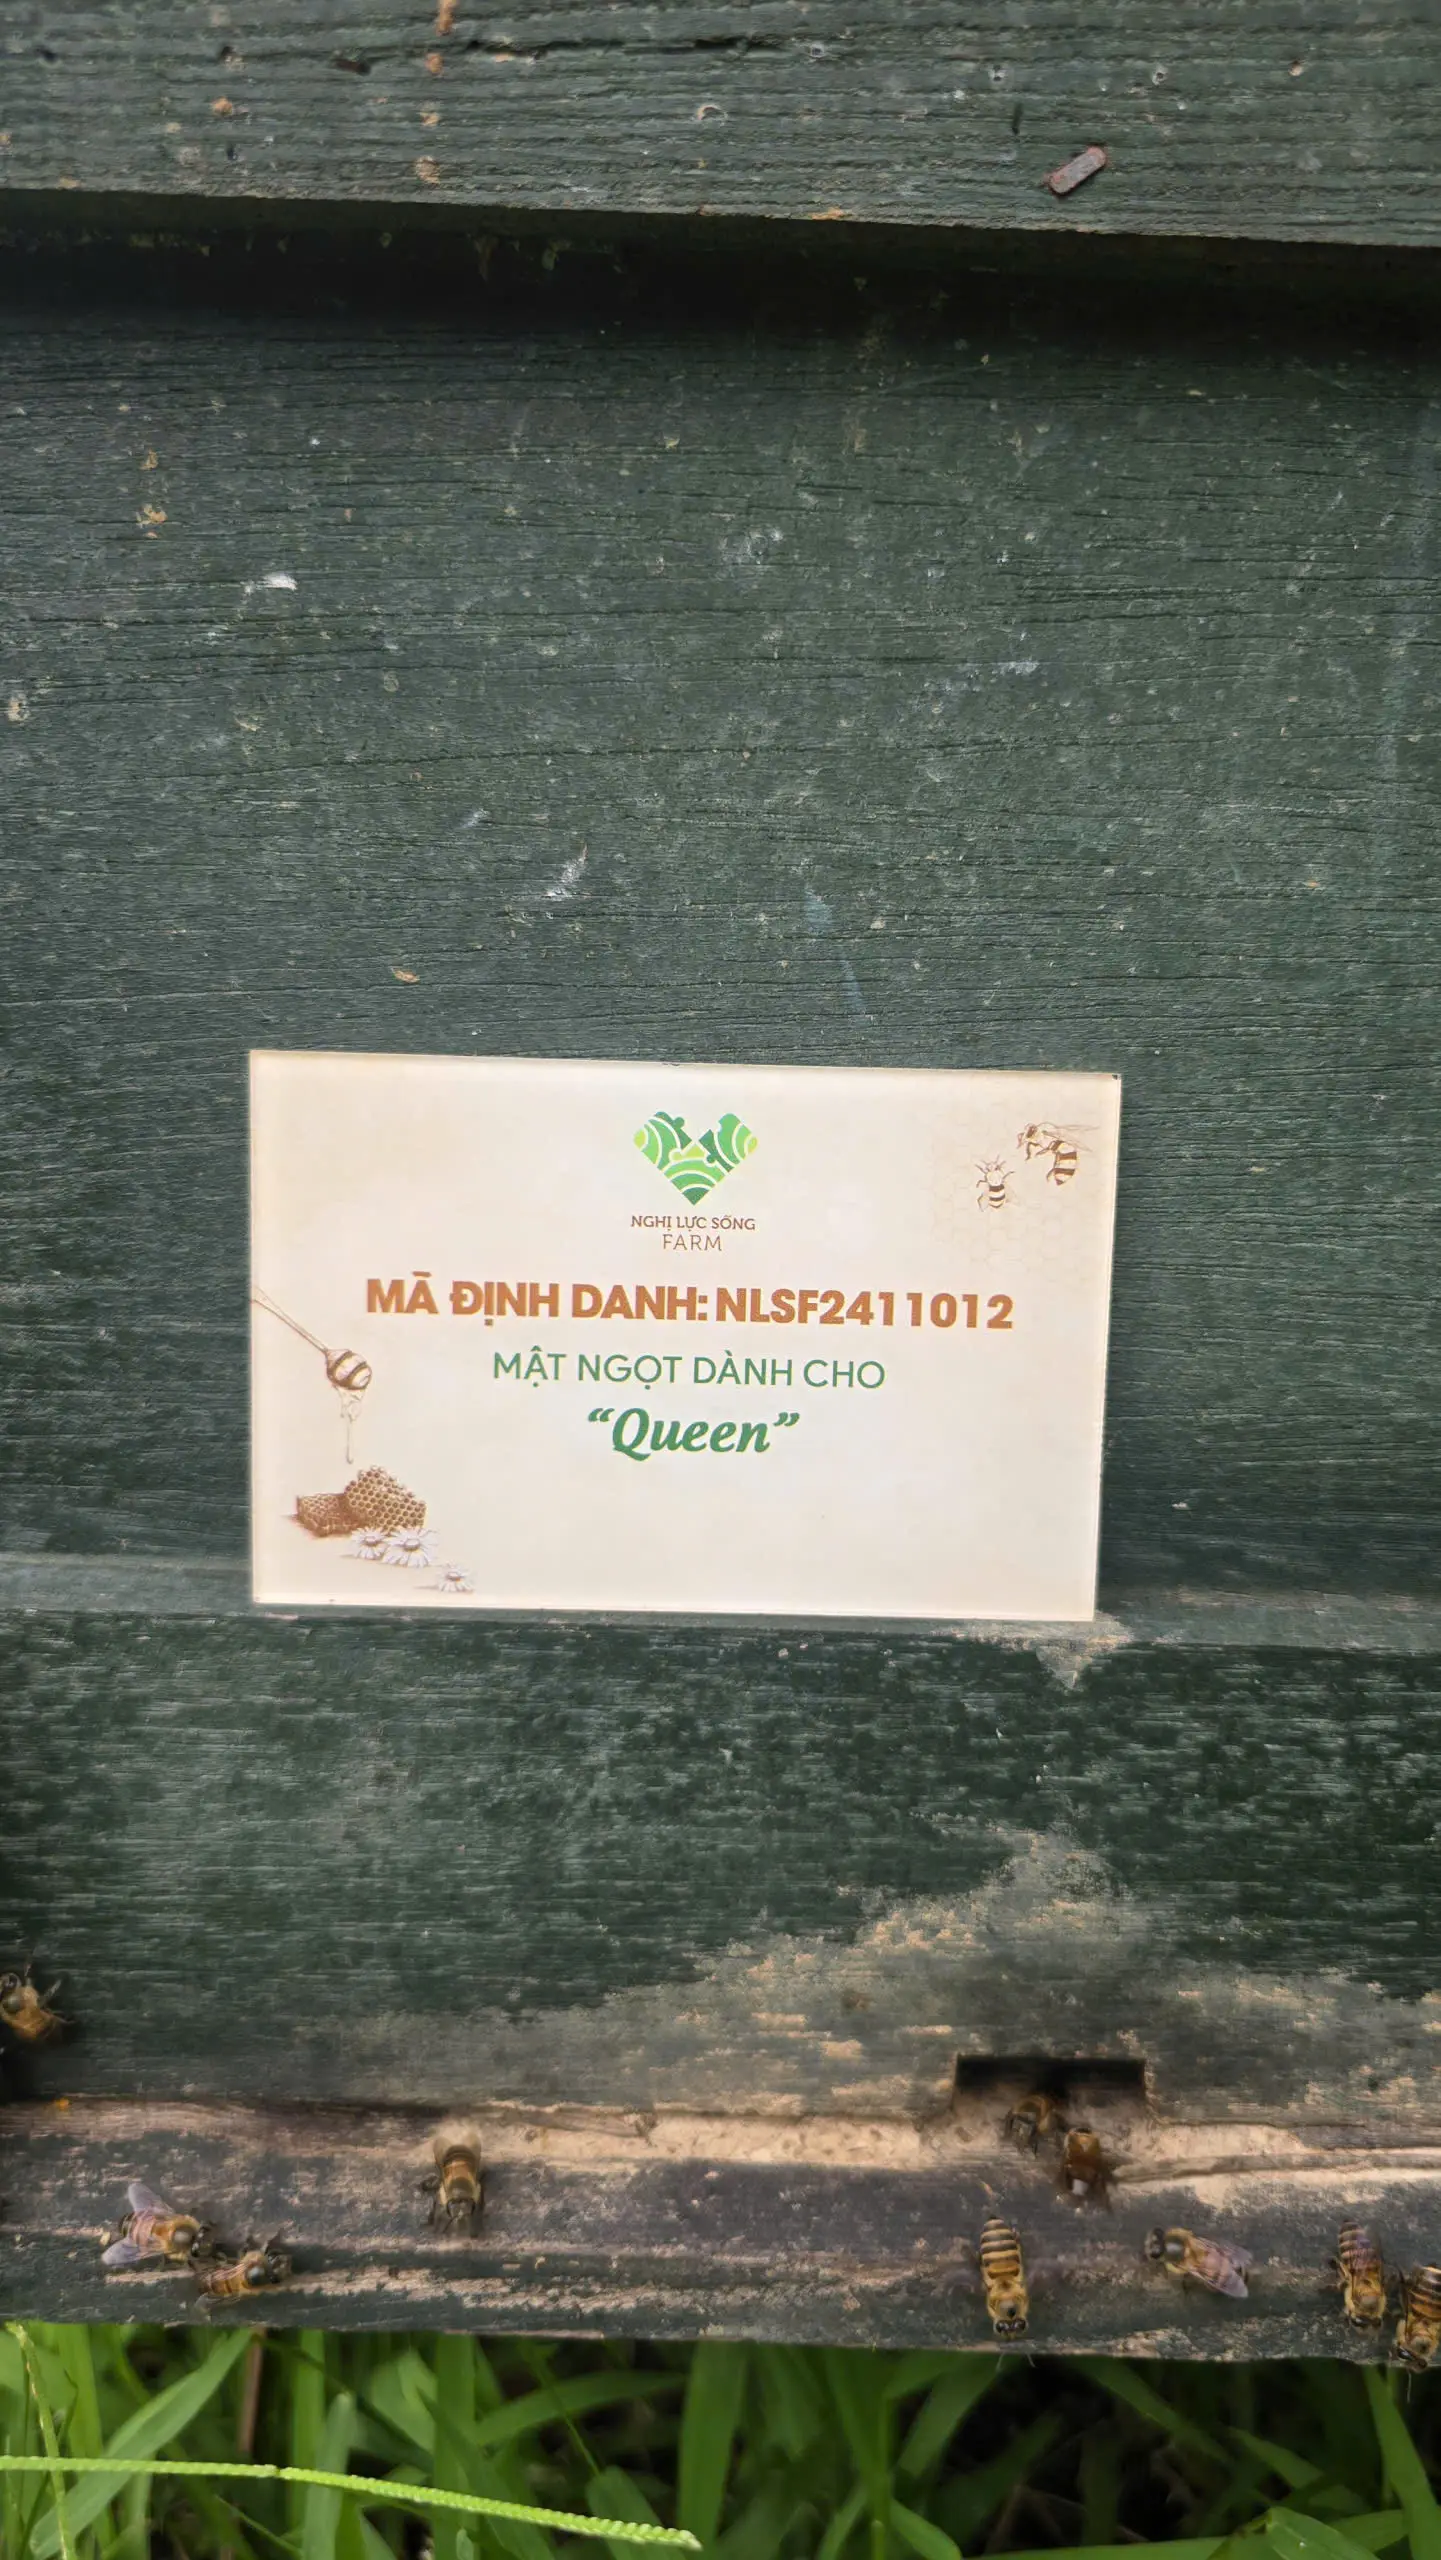 NGHỊ LỰC SỐNG
FARM
MÃ ĐỊNH DANH: NLSF2411012
MẬT NGỌT DÀNH CHO
“Queen”